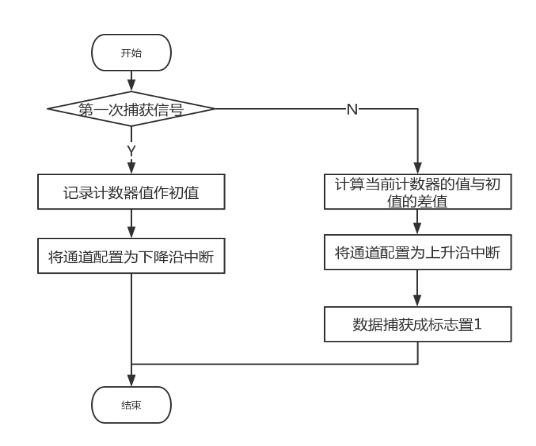 开始
第一次捕获信号
N
Y
记录计数器值作初值
计算当前计数器的值与初
值的差值
将通道配置为下降沿中断
将通道配置为上升沿中断
数据捕获成标志置1
结束